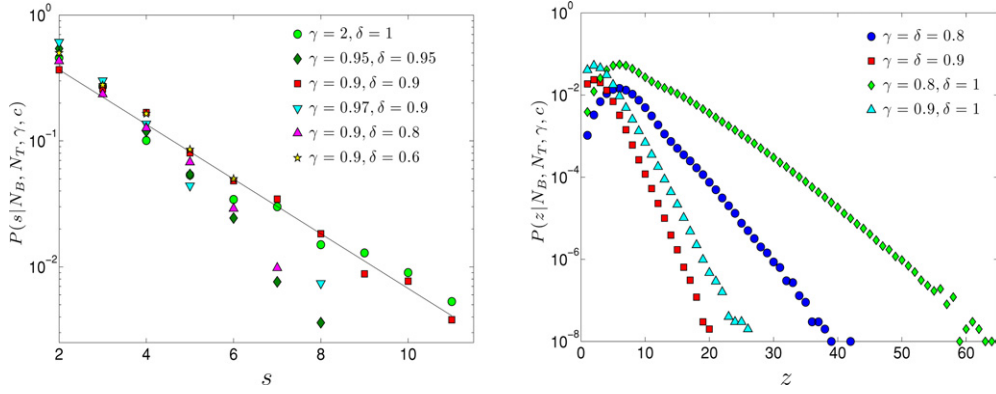 10^0
10^{-1}
10^{-2}
P(s|N_B, N_T, γ, c)
2
4
6
8
10
s
γ = 2, δ = 1
γ = 0.95, δ = 0.95
γ = 0.9, δ = 0.9
γ = 0.97, δ = 0.9
γ = 0.9, δ = 0.8
γ = 0.9, δ = 0.6
10^0
10^{-2}
10^{-4}
10^{-6}
10^{-8}
P(z|N_B, N_T, γ, c)
0
10
20
30
40
50
60
z
γ = δ = 0.8
γ = δ = 0.9
γ = 0.8, δ = 1
γ = 0.9, δ = 1